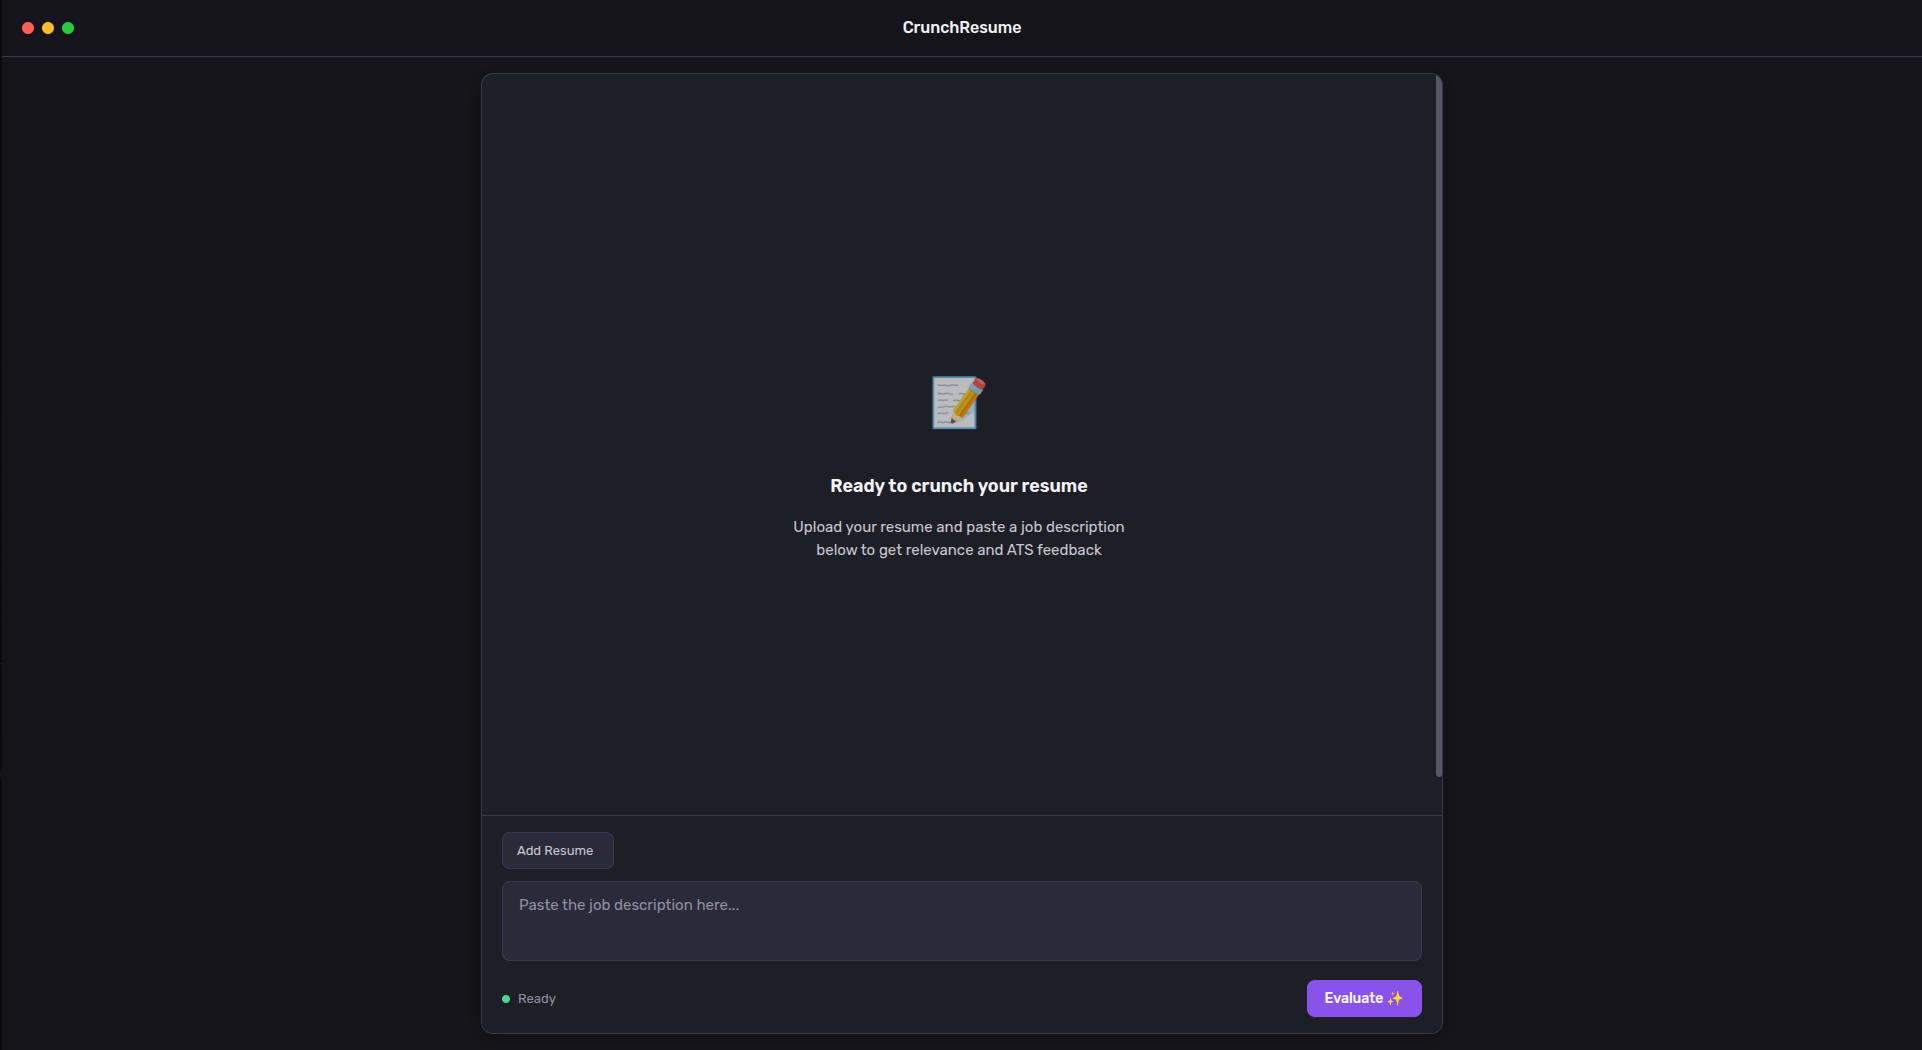 CrunchResume
Ready to crunch your resume
Upload your resume and paste a job description
below to get relevance and ATS feedback
Add Resume
Paste the job description here...
Ready
Evaluate ✨